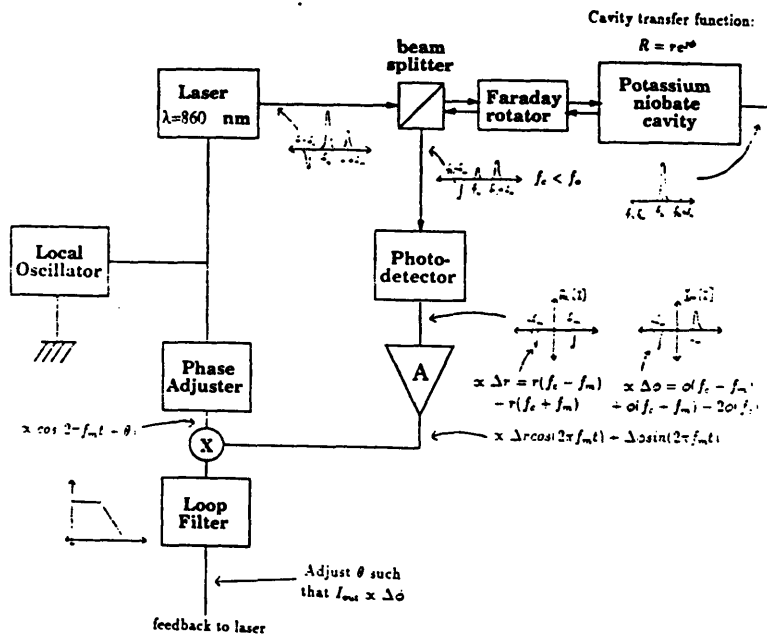 Cavity transfer function:
R = re^iφ
beam
splitter
Laser
λ=860 nm
Faraday
rotator
Potassium
niobate
cavity
f_c < f_o
Local
Oscillator
Photo-
detector
Phase
Adjuster
A
∝ Δr = r(f_c − f_m)
− r(f_c + f_m)
∝ Δφ = φ(f_c − f_m)
+ φ(f_c + f_m) − 2φ(f_c)
∝ cos 2πf_mt + θ)
X
∝ Δr cos(2πf_mt) + Δφ sin(2πf_mt)
Loop
Filter
Adjust θ such
that I_out ∝ Δφ
feedback to laser